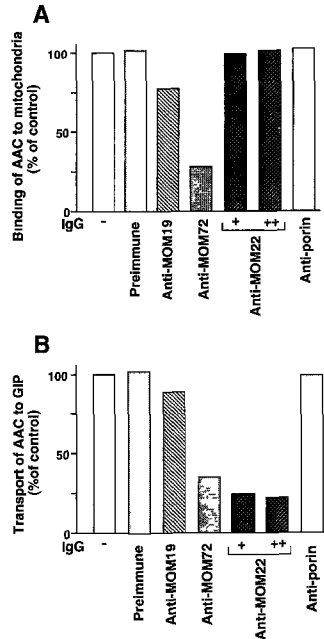 A
Binding of AAC to mitochondria
(% of control)
100
50
0
IgG
-
Preimmune
Anti-MOM19
Anti-MOM72
+
++
Anti-MOM22
Anti-porin
B
Transport of AAC to GIP
(%of control)
100
50
0
IgG
-
Preimmune
Anti-MOM19
Anti-MOM72
+
++
Anti-MOM22
Anti-porin